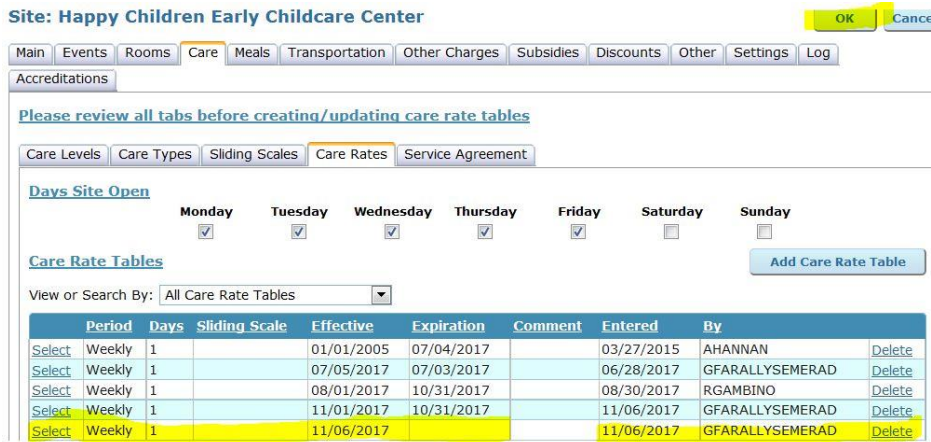 Site: Happy Children Early Childcare Center OK Cance
Main Events Rooms Care Meals Transportation Other Charges Subsidies Discounts Other Settings Log
Accreditations
Please review all tabs before creating/updating care rate tables
Care Levels Care Types Sliding Scales Care Rates Service Agreement
Days Site Open
Monday Tuesday Wednesday Thursday Friday Saturday Sunday
Care Rate Tables Add Care Rate Table
View or Search By: All Care Rate Tables
Period Days Sliding Scale Effective Expiration Comment Entered By
Select Weekly 1 01/01/2005 07/04/2017 03/27/2015 AHANNAN Delete
Select Weekly 1 07/05/2017 07/03/2017 06/28/2017 GFARALLYSEMERAD Delete
Select Weekly 1 08/01/2017 10/31/2017 08/30/2017 RGAMBINO Delete
Select Weekly 1 11/01/2017 10/31/2017 11/06/2017 GFARALLYSEMERAD Delete
Select Weekly 1 11/06/2017 11/06/2017 GFARALLYSEMERAD Delete